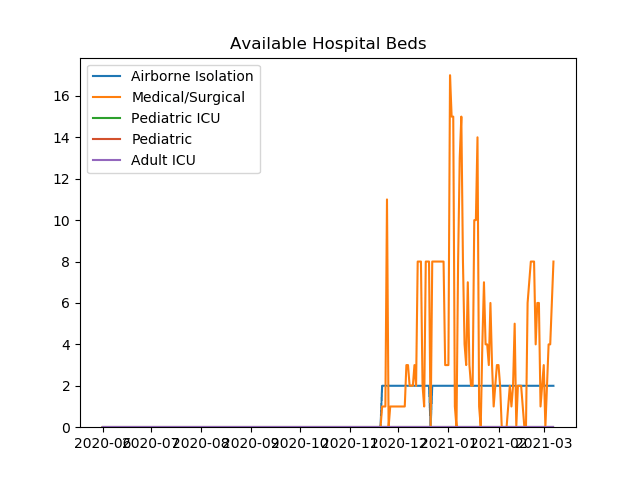 Available Hospital Beds
Airborne Isolation
Medical/Surgical
Pediatric ICU
Pediatric
Adult ICU
16
14
12
10
8
6
4
2
0
2020-06 2020-07 2020-08 2020-09 2020-10 2020-11 2020-12 2021-01 2021-02 2021-03